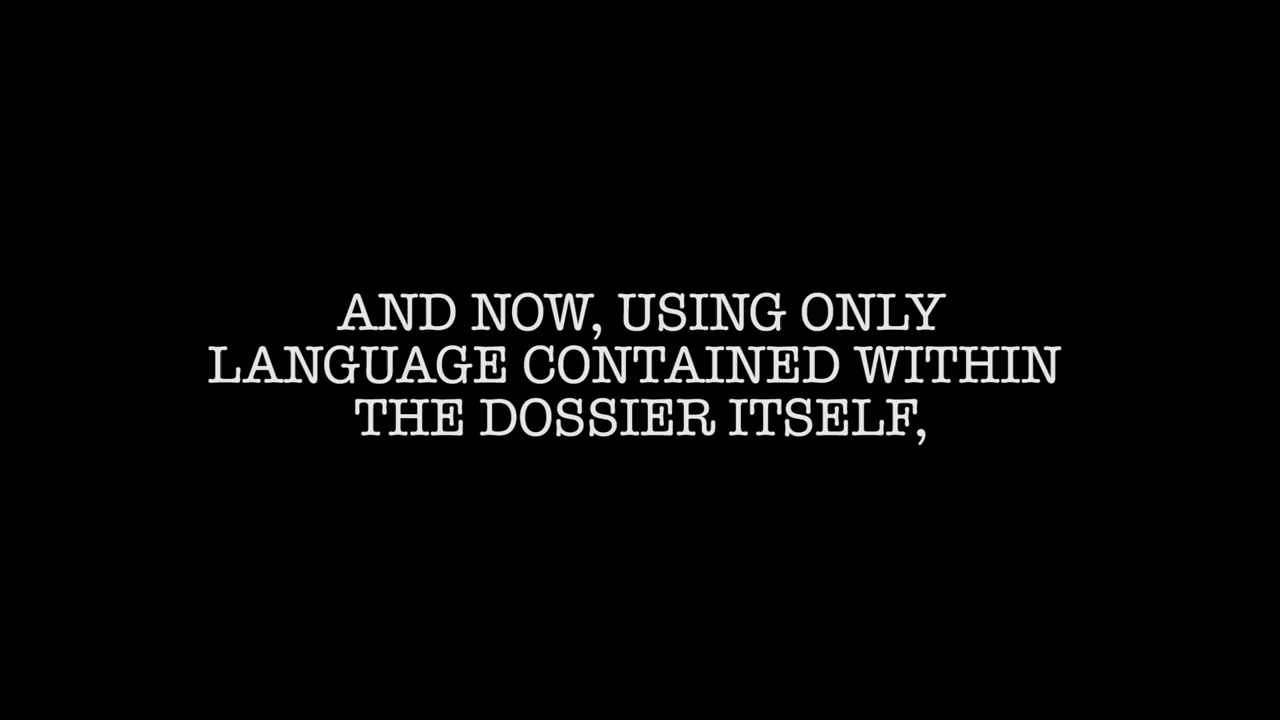 AND NOW, USING ONLY
LANGUAGE CONTAINED WITHIN
THE DOSSIER ITSELF,